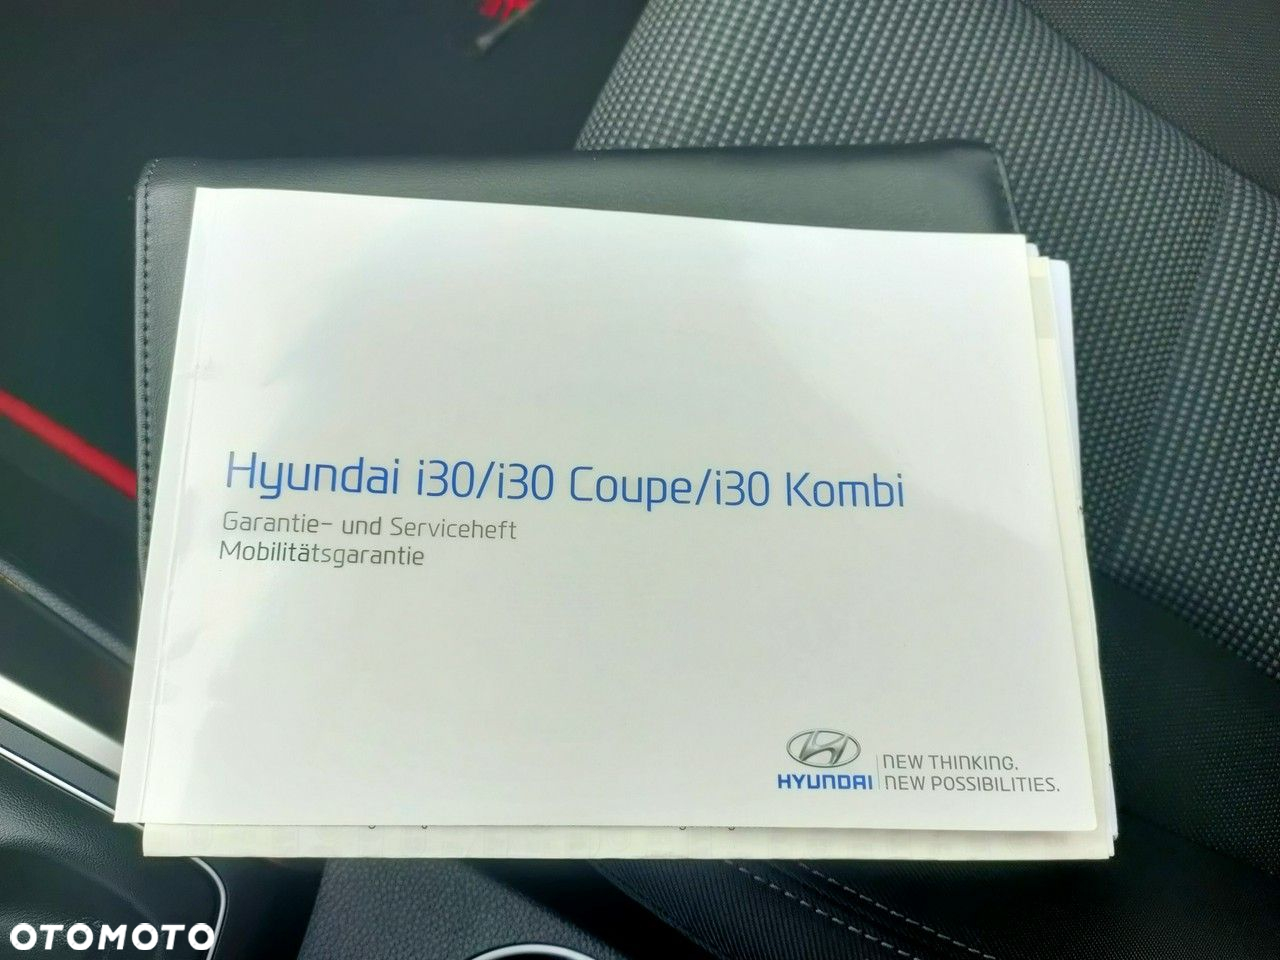 Hyundai i30/i30 Coupe/i30 Kombi
Garantie- und Serviceheft
Mobilitätsgarantie
HYUNDAI
NEW THINKING.
NEW POSSIBILITIES.
OTOMOTO